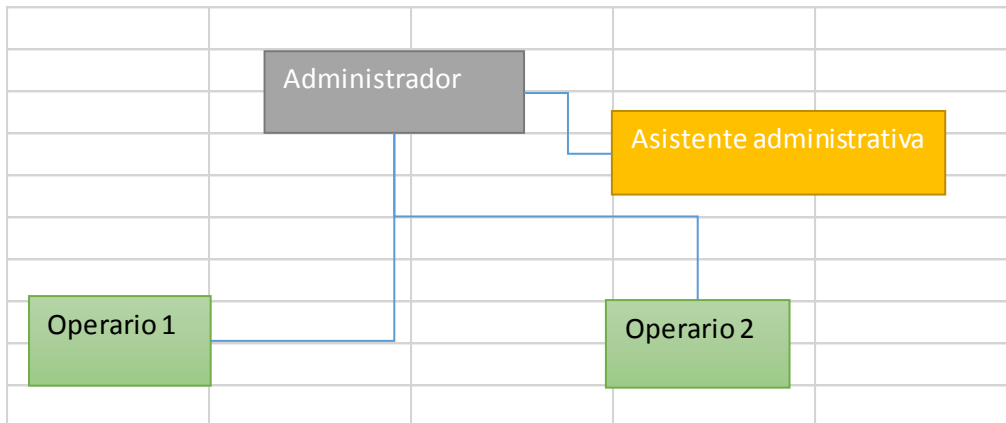 Administrador
Asistente administrativa
Operario 1
Operario 2